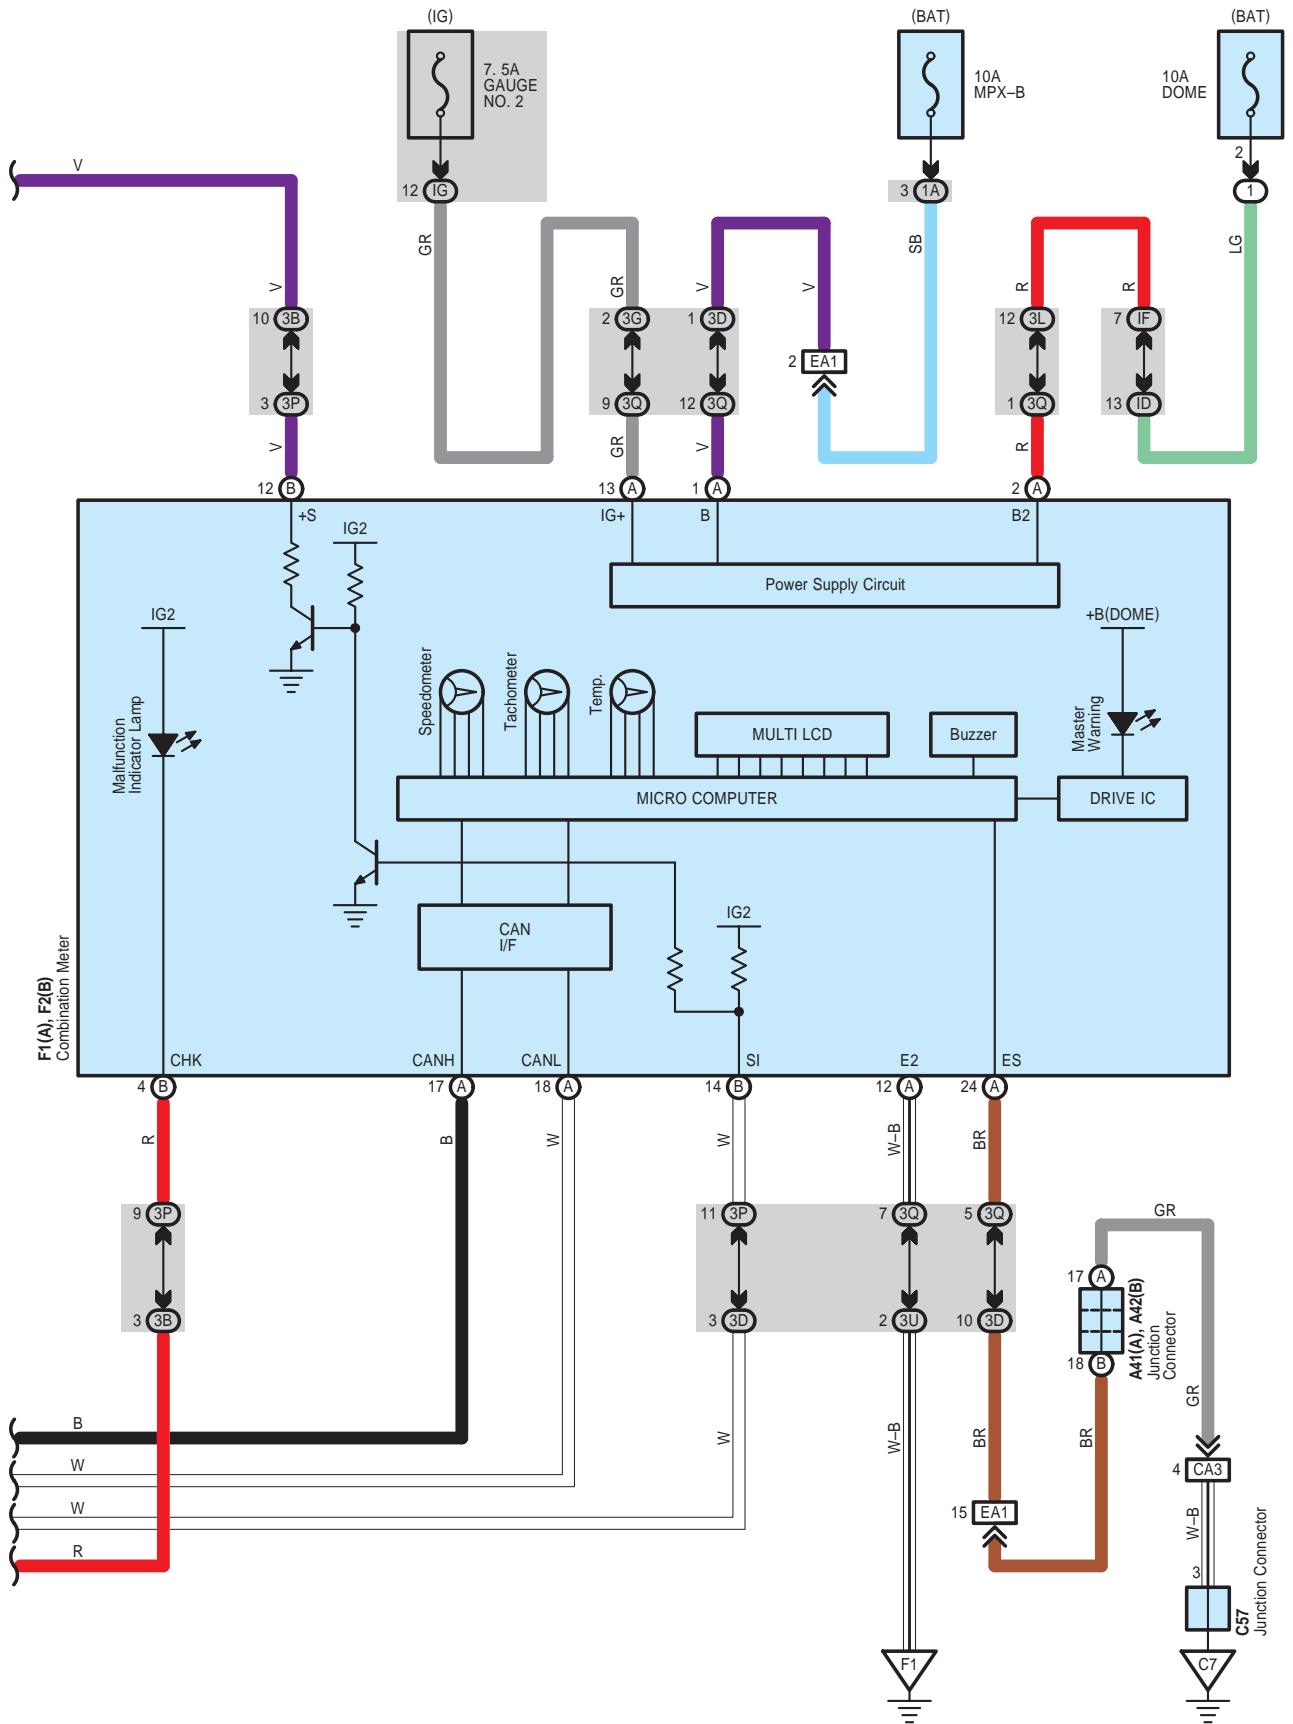 (IG)
(BAT)
(BAT)
7. 5A
GAUGE
NO. 2
10A
MPX–B
10A
DOME
2
V
12 IG
3 1A
1
GR
SB
LG
V
GR
V
V
R
R
10 3B
2 3G
1 3D
12 3L
7 IF
2 EA1
3 3P
9 3Q
12 3Q
1 3Q
13 ID
V
GR
V
R
12 B
13 A
1 A
2 A
+S
IG+
B
B2
IG2
Power Supply Circuit
IG2
+B(DOME)
Speedometer
Tachometer
Temp.
Malfunction
Indicator Lamp
MULTI LCD
Buzzer
Master
Warning
MICRO COMPUTER
DRIVE IC
CAN
I/F
IG2
F1(A), F2(B)
Combination Meter
CHK
CANH
CANL
SI
E2
ES
4 B
17 A
18 A
14 B
12 A
24 A
R
B
W
W
W–B
BR
9 3P
11 3P
7 3Q
5 3Q
GR
17 A
3 3B
3 3D
2 3U
10 3D
A41(A), A42(B)
Junction
Connector
18 B
GR
B
W
W–B
BR
BR
W
4 CA3
W
15 EA1
W–B
R
3
C57
Junction Connector
F1
C7